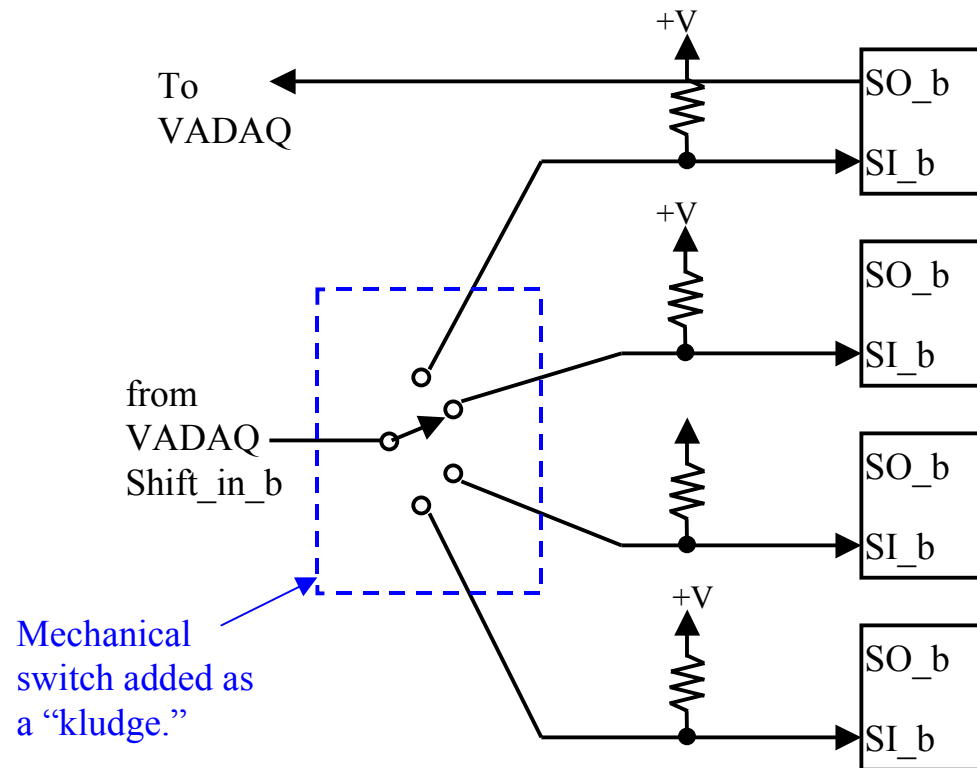 +V
To
VADAQ
SO_b
SI_b
+V
SO_b
SI_b
from
VADAQ
Shift_in_b
SO_b
SI_b
+V
Mechanical
switch added as
a “kludge.”
SO_b
SI_b